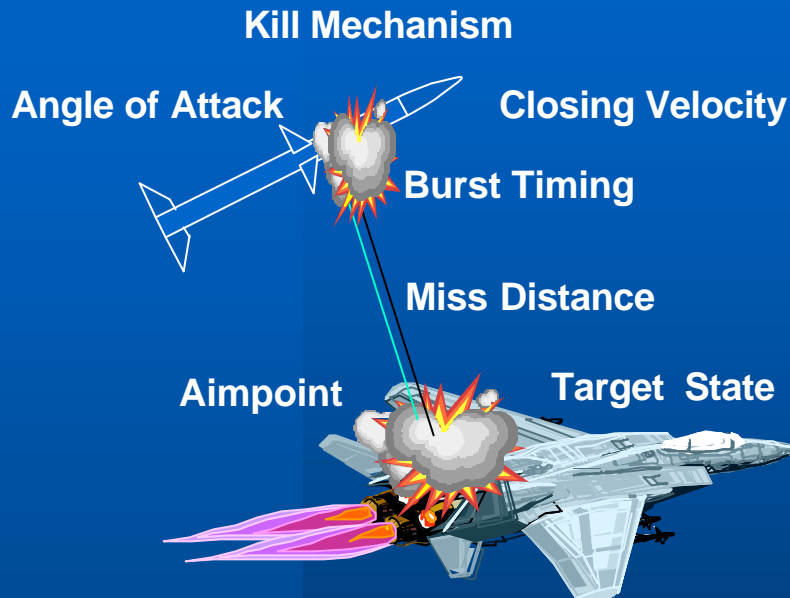 Kill Mechanism
Angle of Attack
Closing Velocity
Burst Timing
Miss Distance
Aimpoint
Target State